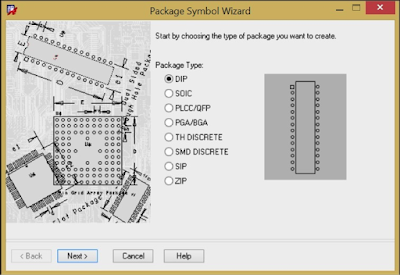 Package Symbol Wizard
Start by choosing the type of package you want to create.
Package Type:
DIP
SOIC
PLCC/QFP
PGA/BGA
TH DISCRETE
SMD DISCRETE
SIP
ZIP
< Back
Next >
Cancel
Help